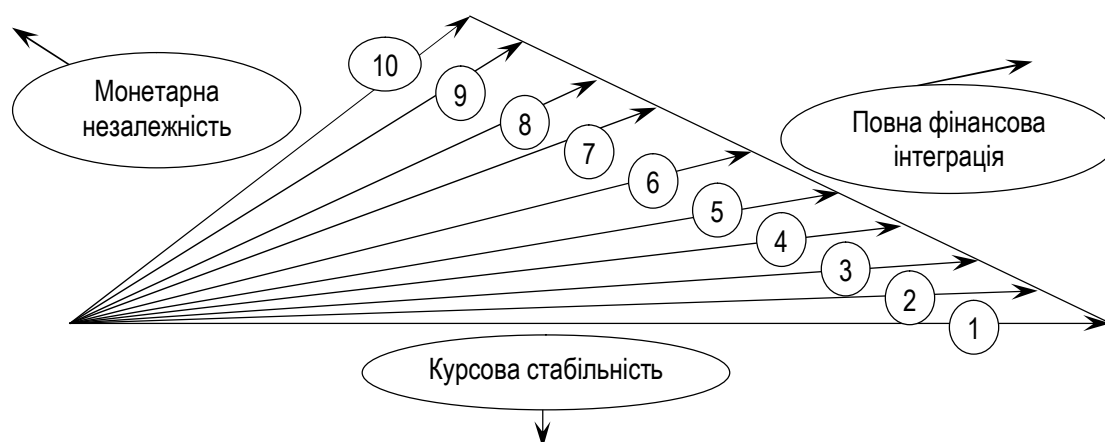 10
Монетарна
незалежність
9
8
7
Повна фінансова
інтеграція
6
5
4
3
2
1
Курсова стабільність